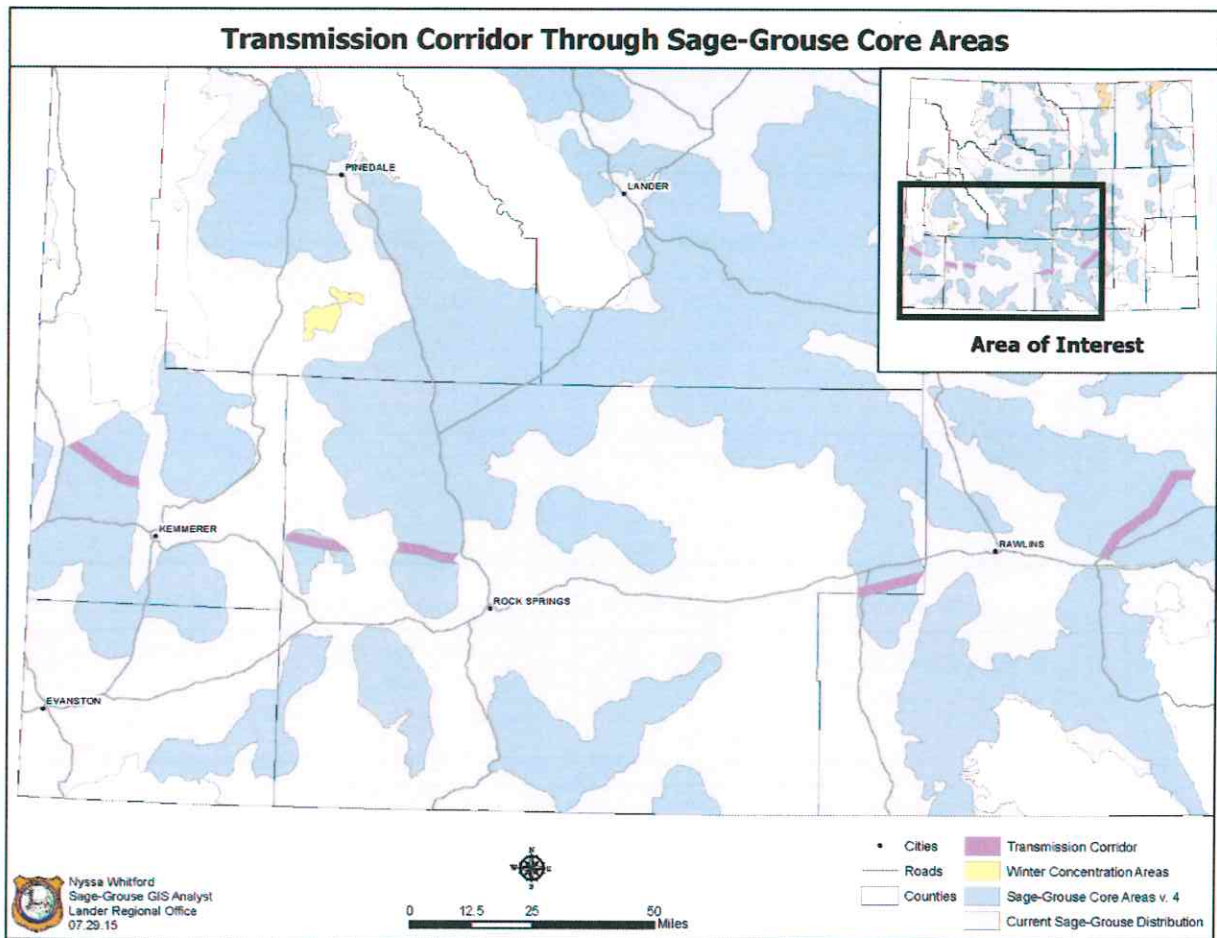 Transmission Corridor Through Sage-Grouse Core Areas
PINEDALE
LANDER
Area of Interest
KEMMERER
RAWLINS
ROCK SPRINGS
EVANSTON
Nyssa Whitford
Sage-Grouse GIS Analyst
Lander Regional Office
07.29.15
N
W E
S
0 12.5 25 50
Miles
Cities
Roads
Counties
Transmission Corridor
Winter Concentration Areas
Sage-Grouse Core Areas v. 4
Current Sage-Grouse Distribution